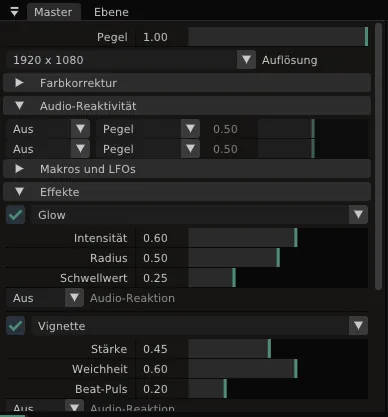 Master Ebene
Pegel 1.00
1920 x 1080 Auflösung
Farbkorrektur
Audio-Reaktivität
Aus Pegel 0.50
Aus Pegel 0.50
Makros und LFOs
Effekte
Glow
Intensität 0.60
Radius 0.50
Schwellwert 0.25
Aus Audio-Reaktion
Vignette
Stärke 0.45
Weichheit 0.60
Beat-Puls 0.20
Aus Audio-Reaktion